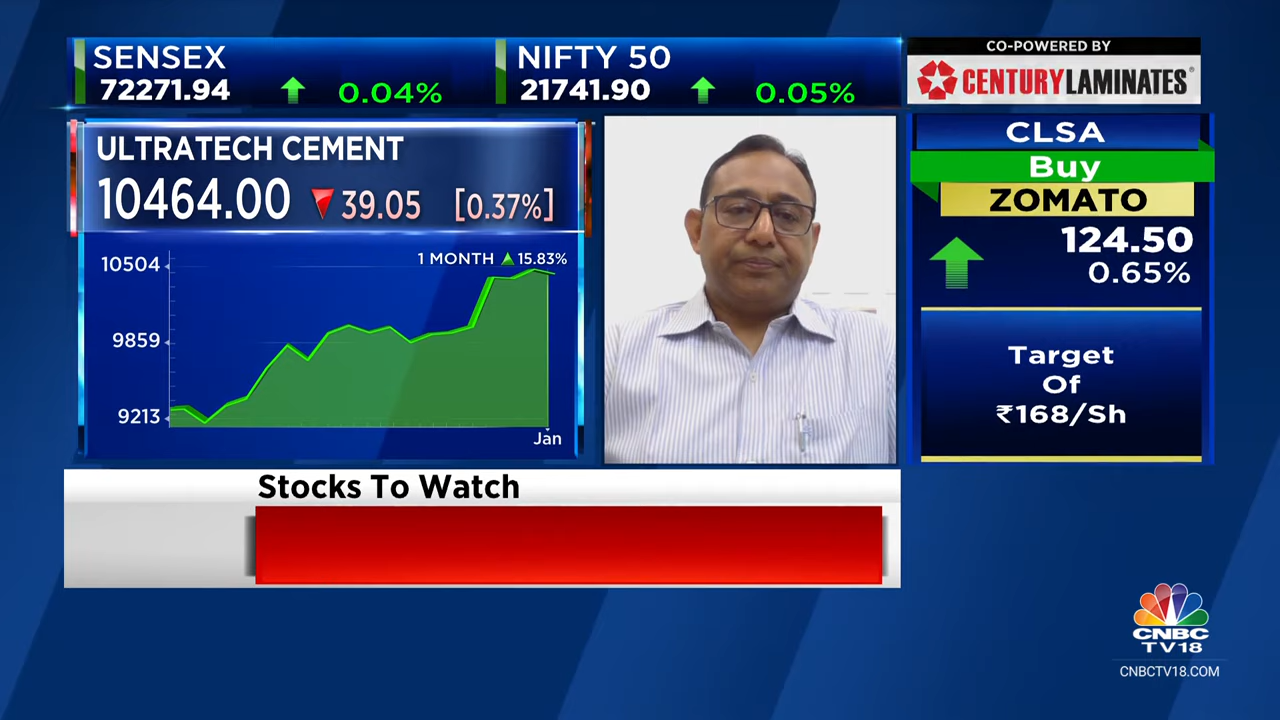 SENSEX
72271.94 0.04%
NIFTY 50
21741.90 0.05%
CO-POWERED BY
CENTURYLAMINATES®
ULTRATECH CEMENT
10464.00 39.05 [0.37%]
1 MONTH 15.83%
10504
9859
9213
Jan
CLSA
Buy
ZOMATO
124.50
0.65%
Target
Of
₹168/Sh
Stocks To Watch
CNBC
TV18
CNBCTV18.COM